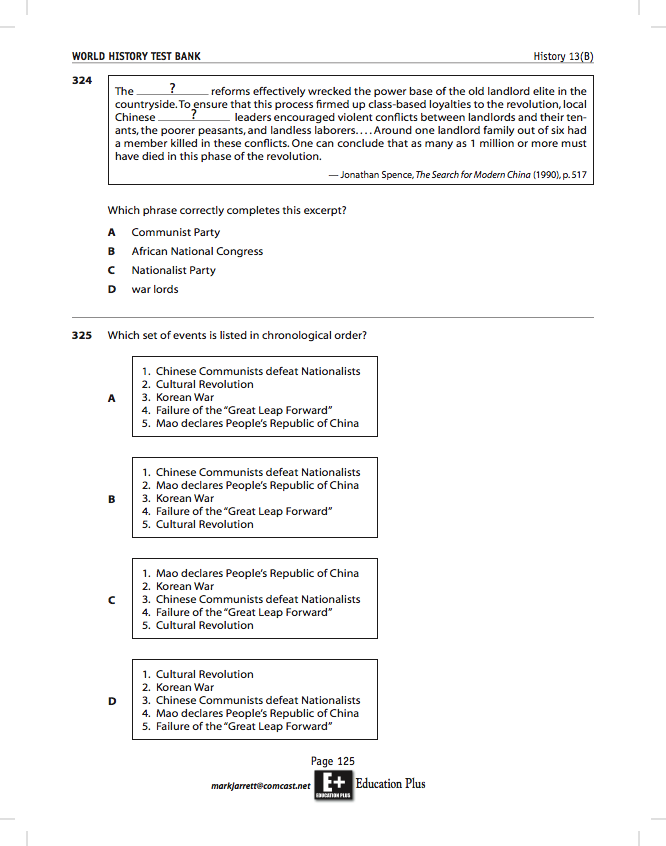 WORLD HISTORY TEST BANK History 13(B)
324
The ? reforms effectively wrecked the power base of the old landlord elite in the
countryside. To ensure that this process firmed up class-based loyalties to the revolution, local
Chinese ? leaders encouraged violent conflicts between landlords and their ten-
ants, the poorer peasants, and landless laborers. . . . Around one landlord family out of six had
a member killed in these conflicts. One can conclude that as many as 1 million or more must
have died in this phase of the revolution.
— Jonathan Spence, The Search for Modern China (1990), p. 517
Which phrase correctly completes this excerpt?
A Communist Party
B African National Congress
C Nationalist Party
D war lords
325 Which set of events is listed in chronological order?
A
1. Chinese Communists defeat Nationalists
2. Cultural Revolution
3. Korean War
4. Failure of the “Great Leap Forward”
5. Mao declares People’s Republic of China
B
1. Chinese Communists defeat Nationalists
2. Mao declares People’s Republic of China
3. Korean War
4. Failure of the “Great Leap Forward”
5. Cultural Revolution
C
1. Mao declares People’s Republic of China
2. Korean War
3. Chinese Communists defeat Nationalists
4. Failure of the “Great Leap Forward”
5. Cultural Revolution
D
1. Cultural Revolution
2. Korean War
3. Chinese Communists defeat Nationalists
4. Mao declares People’s Republic of China
5. Failure of the “Great Leap Forward”
Page 125
markjarrett@comcast.net E+ EDUCATION PLUS Education Plus